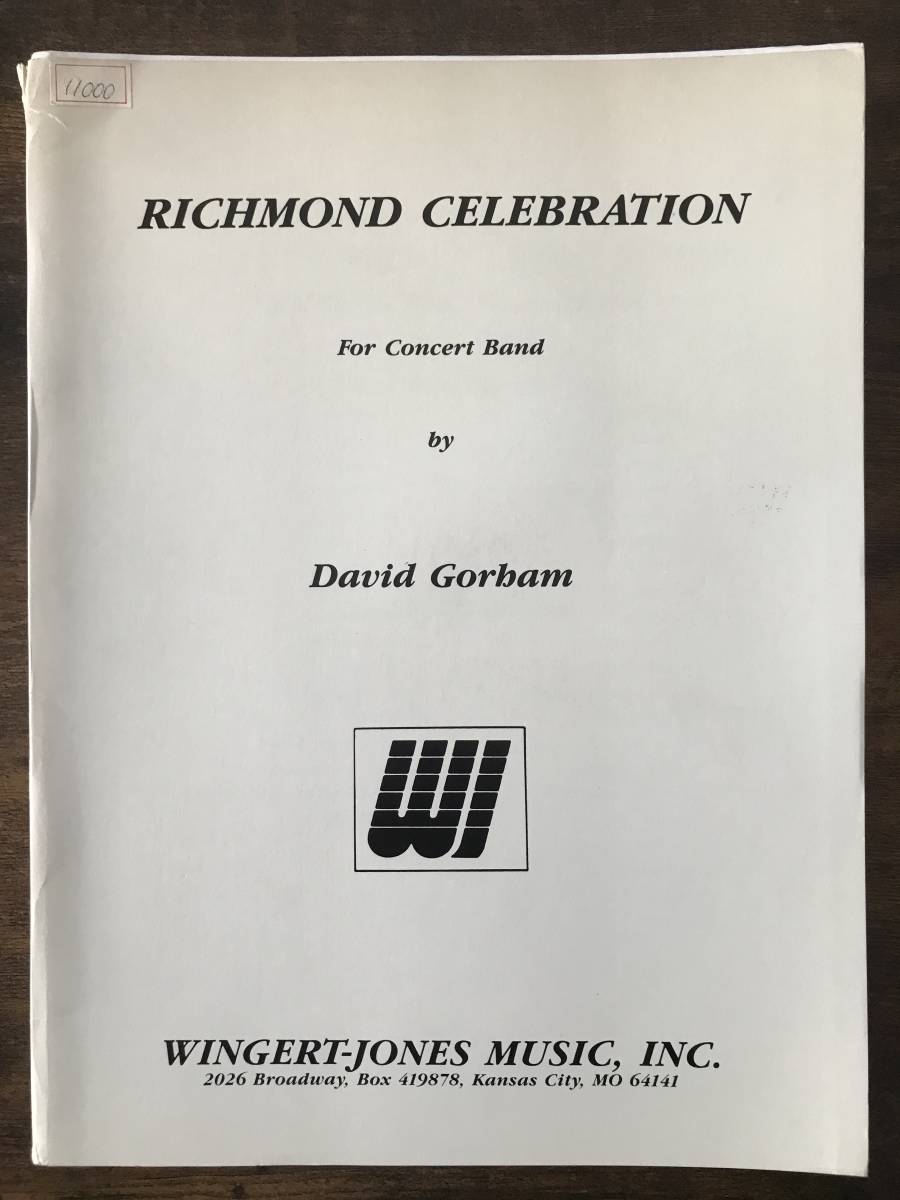 11000
RICHMOND CELEBRATION
For Concert Band
by
David Gorham
WJ
WINGERT-JONES MUSIC, INC.
2026 Broadway, Box 419878, Kansas City, MO 64141